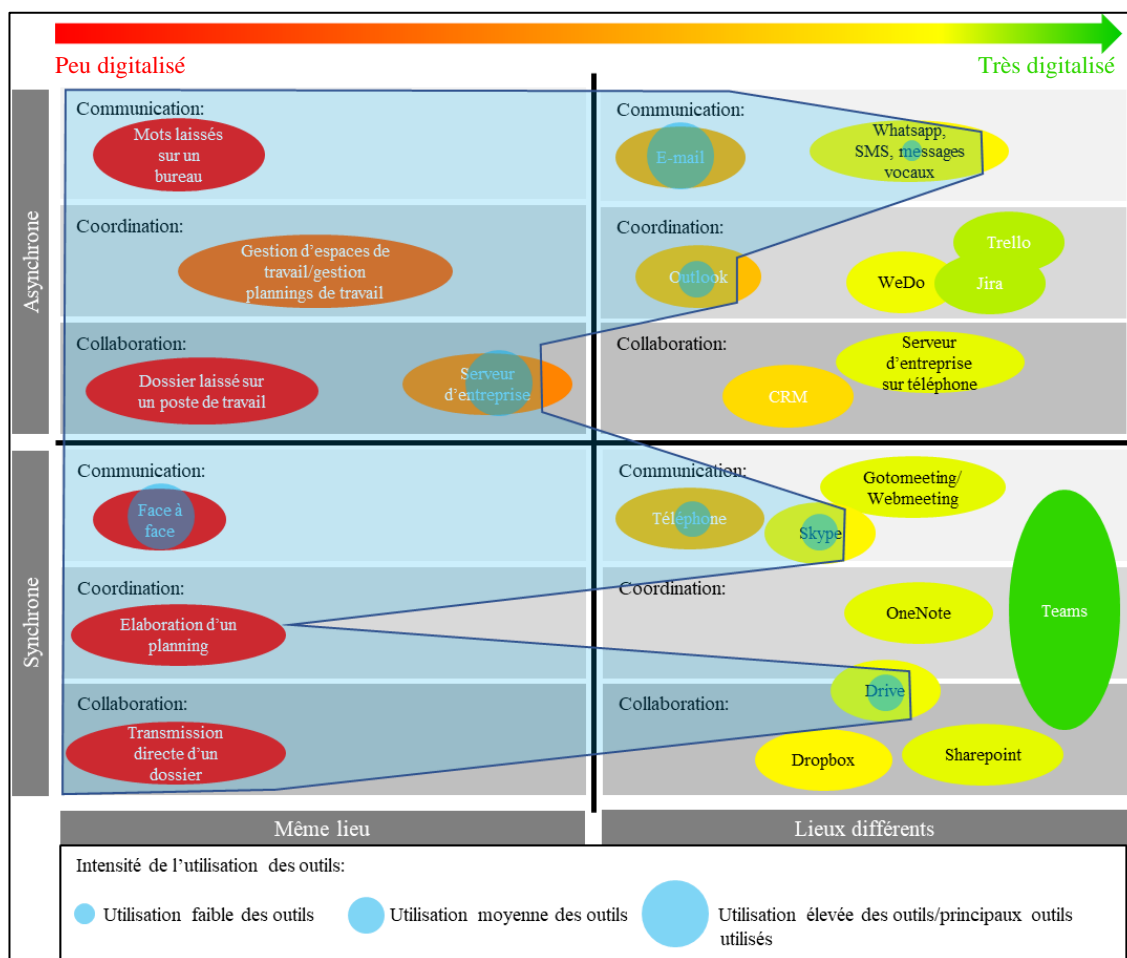 Peu digitalisé
Très digitalisé
Asynchrone
Communication:
Mots laissés
sur un
bureau
Communication:
E-mail
Whatsapp,
SMS, messages
vocaux
Coordination:
Gestion d’espaces de
travail/gestion
plannings de travail
Coordination:
Outlook
WeDo
Trello
Jira
Collaboration:
Dossier laissé sur
un poste de travail
Serveur
d’entreprise
Collaboration:
CRM
Serveur
d’entreprise
sur téléphone
Synchrone
Communication:
Face à
face
Communication:
Téléphone
Skype
Gotomeeting/
Webmeeting
Coordination:
Elaboration d’un
planning
Coordination:
OneNote
Teams
Collaboration:
Transmission
directe d’un
dossier
Collaboration:
Drive
Dropbox
Sharepoint
Même lieu
Lieux différents
Intensité de l’utilisation des outils:
Utilisation faible des outils
Utilisation moyenne des outils
Utilisation élevée des outils/principaux outils
utilisés